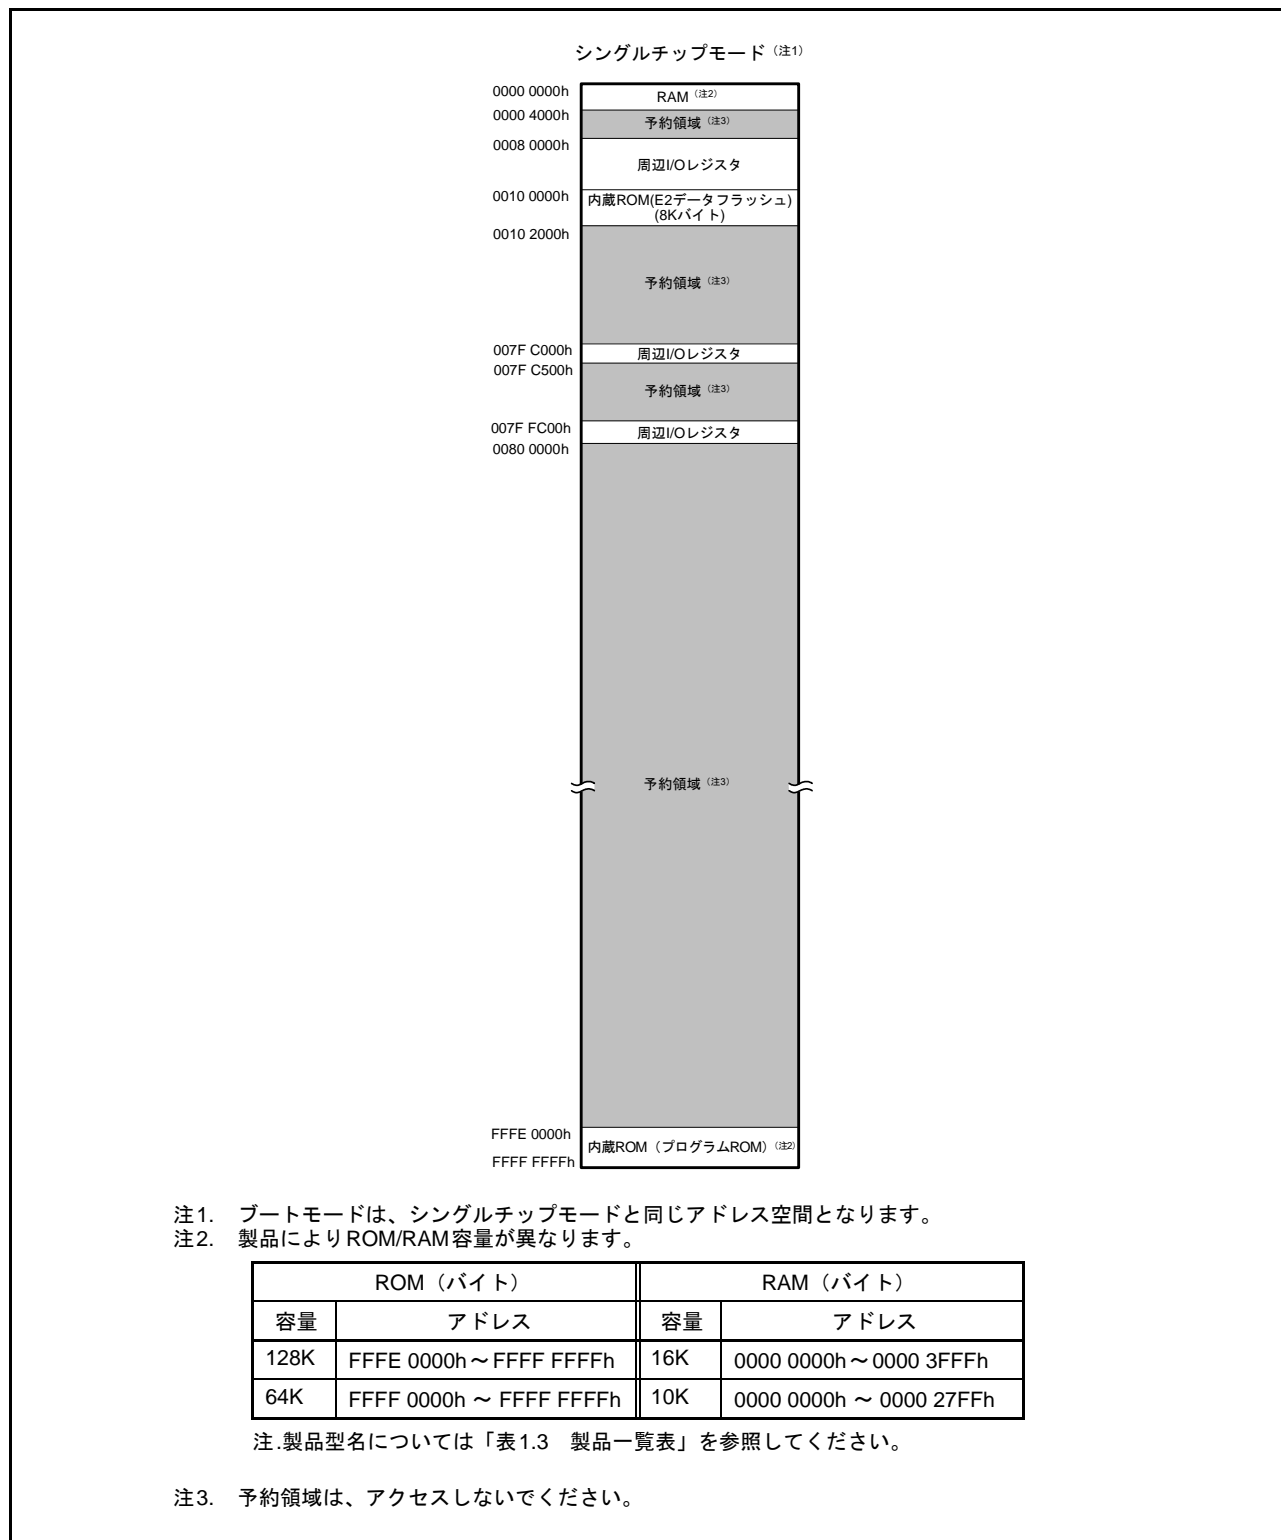 シングルチップモード（注1）
0000 0000h
RAM（注2）
0000 4000h
予約領域（注3）
0008 0000h
周辺I/Oレジスタ
0010 0000h
内蔵ROM(E2データフラッシュ)
(8Kバイト)
0010 2000h
予約領域（注3）
007F C000h
周辺I/Oレジスタ
007F C500h
予約領域（注3）
007F FC00h
周辺I/Oレジスタ
0080 0000h
予約領域（注3）
FFFE 0000h
内蔵ROM（プログラムROM）（注2）
FFFF FFFFh
注1. ブートモードは、シングルチップモードと同じアドレス空間となります。
注2. 製品によりROM/RAM容量が異なります。
ROM（バイト） RAM（バイト）
容量 アドレス 容量 アドレス
128K FFFE 0000h～FFFF FFFFh 16K 0000 0000h～0000 3FFFh
64K FFFF 0000h ～ FFFF FFFFh 10K 0000 0000h ～ 0000 27FFh
注.製品型名については「表1.3 製品一覧表」を参照してください。
注3. 予約領域は、アクセスしないでください。